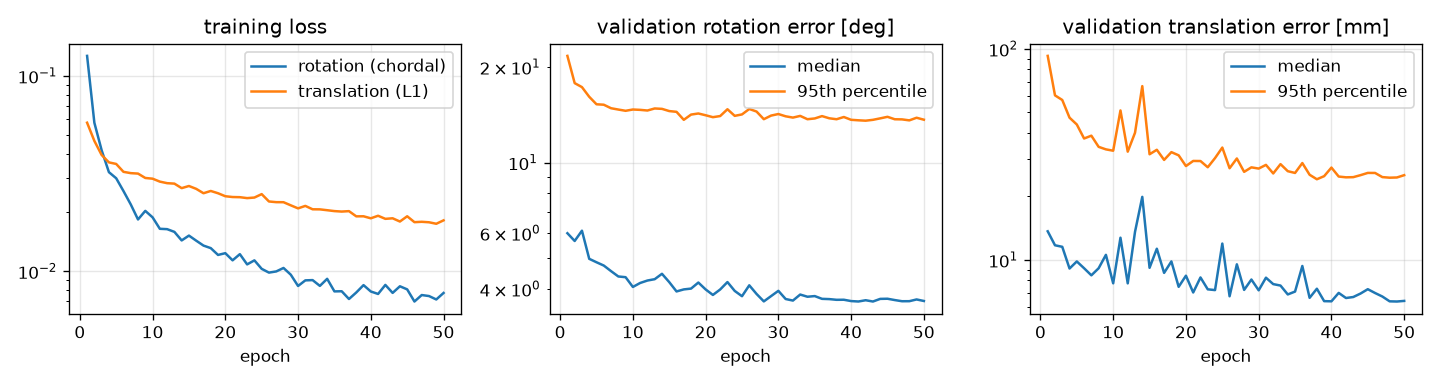 training loss
10⁻¹
10⁻²
rotation (chordal)
translation (L1)
0 10 20 30 40 50
epoch
validation rotation error [deg]
2 × 10¹
10¹
6 × 10⁰
4 × 10⁰
median
95th percentile
0 10 20 30 40 50
epoch
validation translation error [mm]
10²
10¹
median
95th percentile
0 10 20 30 40 50
epoch